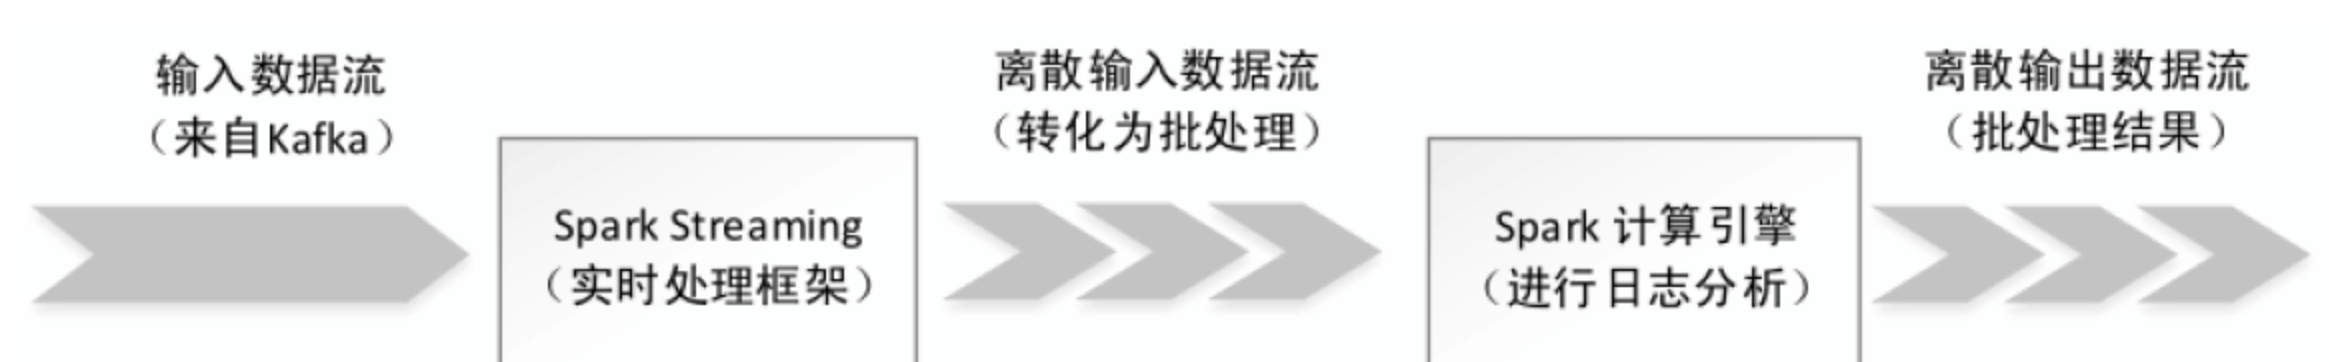 输入数据流
（来自Kafka）
Spark Streaming
（实时处理框架）
离散输入数据流
（转化为批处理）
Spark 计算引擎
（进行日志分析）
离散输出数据流
（批处理结果）